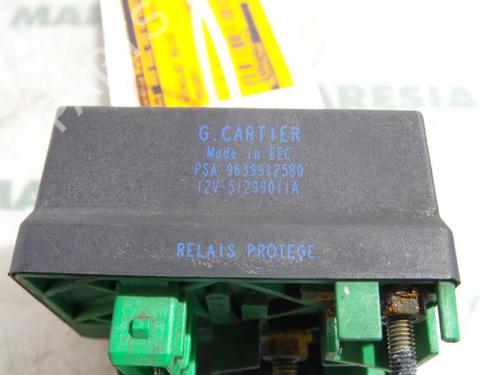 G.CARTIER
Made in EEC
PSA 9639912580
12V-51299011A
RELAIS PROTEGE